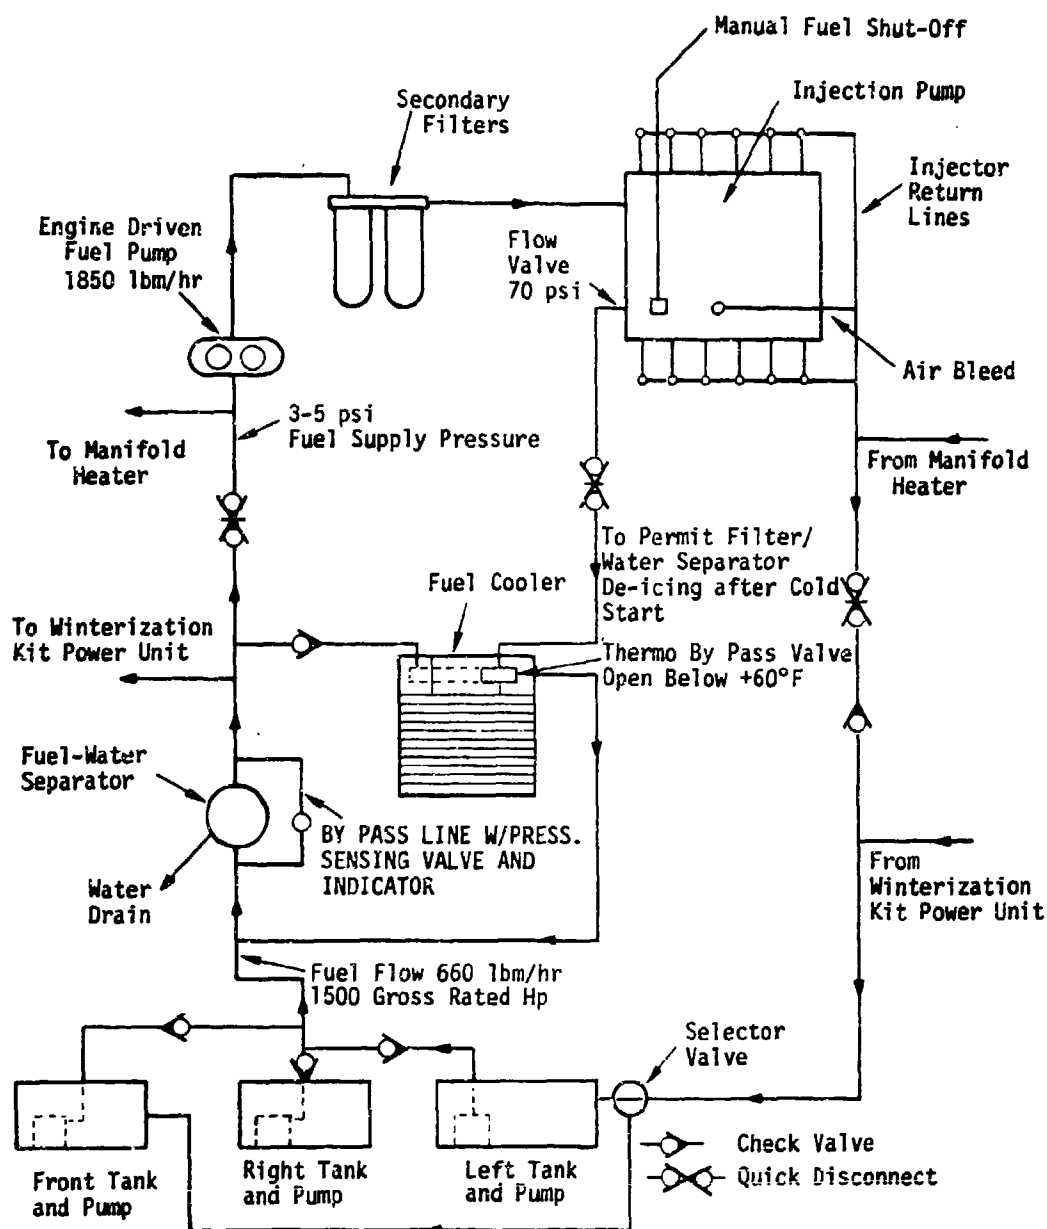 Manual Fuel Shut-Off
Secondary
Filters
Injection Pump
Injector
Return
Lines
Engine Driven
Fuel Pump
1850 lbm/hr
Flow
Valve
70 psi
Air Bleed
3-5 psi
Fuel Supply Pressure
To Manifold
Heater
From Manifold
Heater
To Permit Filter/
Water Separator
De-icing after Cold
Start
Fuel Cooler
To Winterization
Kit Power Unit
Thermo By Pass Valve
Open Below +60°F
Fuel-Water
Separator
BY PASS LINE W/PRESS.
SENSING VALVE AND
INDICATOR
Water
Drain
From
Winterization
Kit Power Unit
Fuel Flow 660 lbm/hr
1500 Gross Rated Hp
Selector
Valve
Front Tank
and Pump
Right Tank
and Pump
Left Tank
and Pump
Check Valve
Quick Disconnect